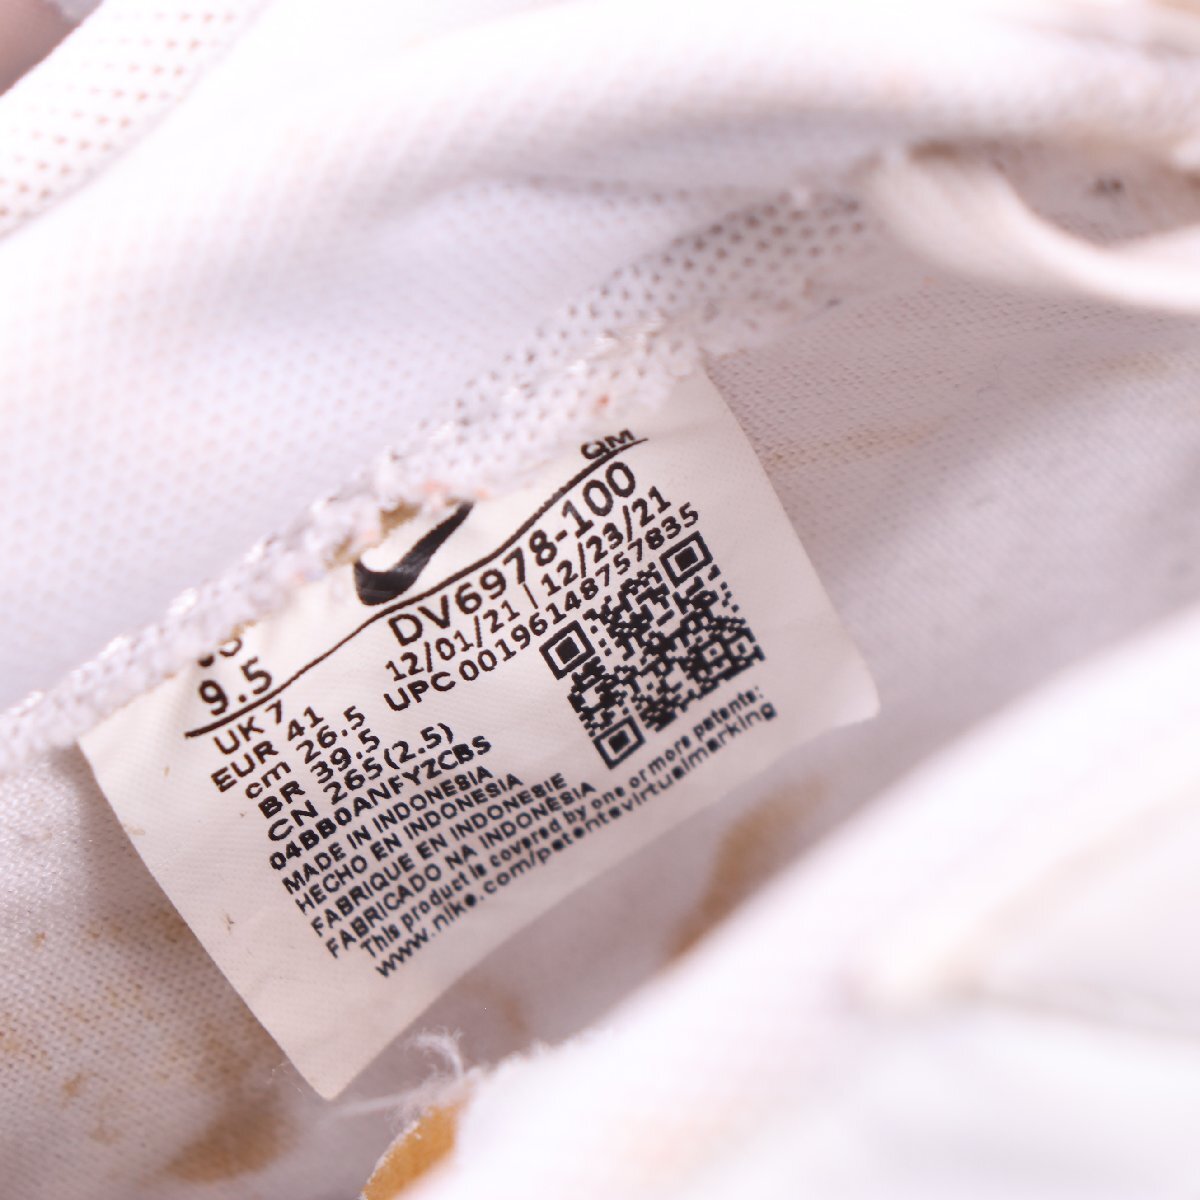 QM
DV6978-100
12/01/21 | 12/23/21
UPC 00196148757835
9.5
UK 7
EUR 41
cm 26.5
BR 39.5
CN 265(2.5)
04BB0ANFYZCBS
MADE IN INDONESIA
HECHO EN INDONESIA
FABRIQUE EN INDONESIE
FABRICADO NA INDONÉSIA
This product is covered by one or more patents:
www.nike.com/patentsvirtualmarking